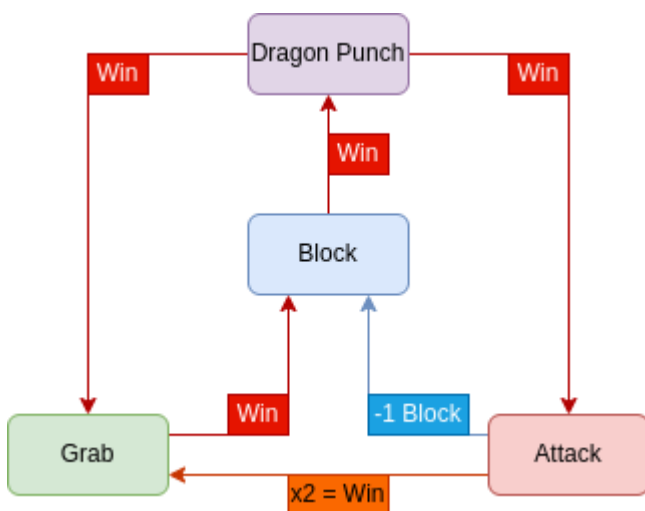 Dragon Punch
Win
Win
Win
Block
Win
-1 Block
Grab
Attack
x2 = Win